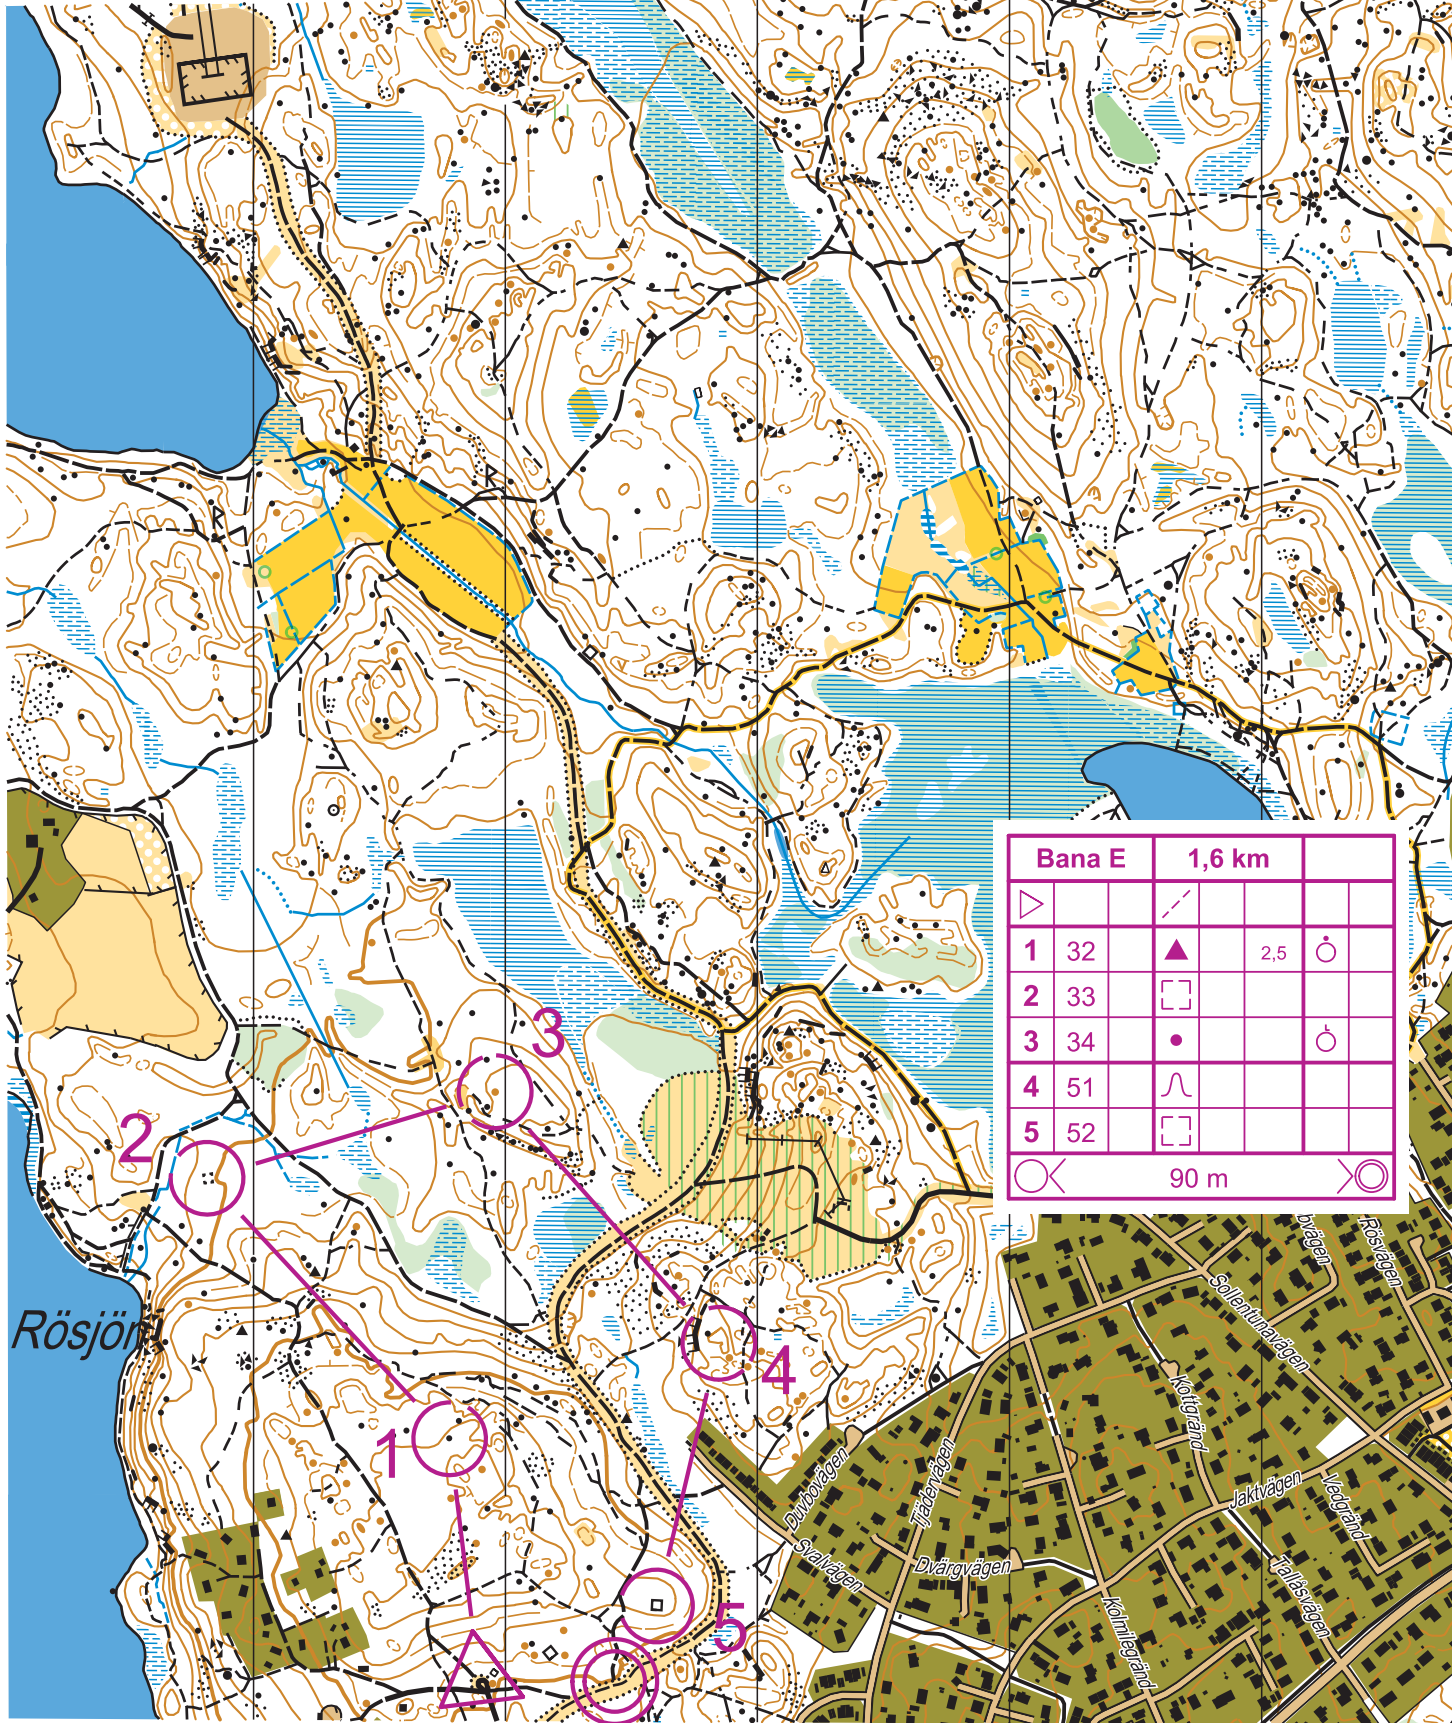 3
2
Rösjön
4
1
5
Bana E 1,6 km
1 32 2,5
2 33
3 34
4 51
5 52
90 m
Rösvägen
Sollentunavägen
Kottgränd
Duvbovägen
Tjädervägen
Svalvägen
Dvärgvägen
Jaktvägen
Vedgränd
Tallåsvägen
Kolmilegränd